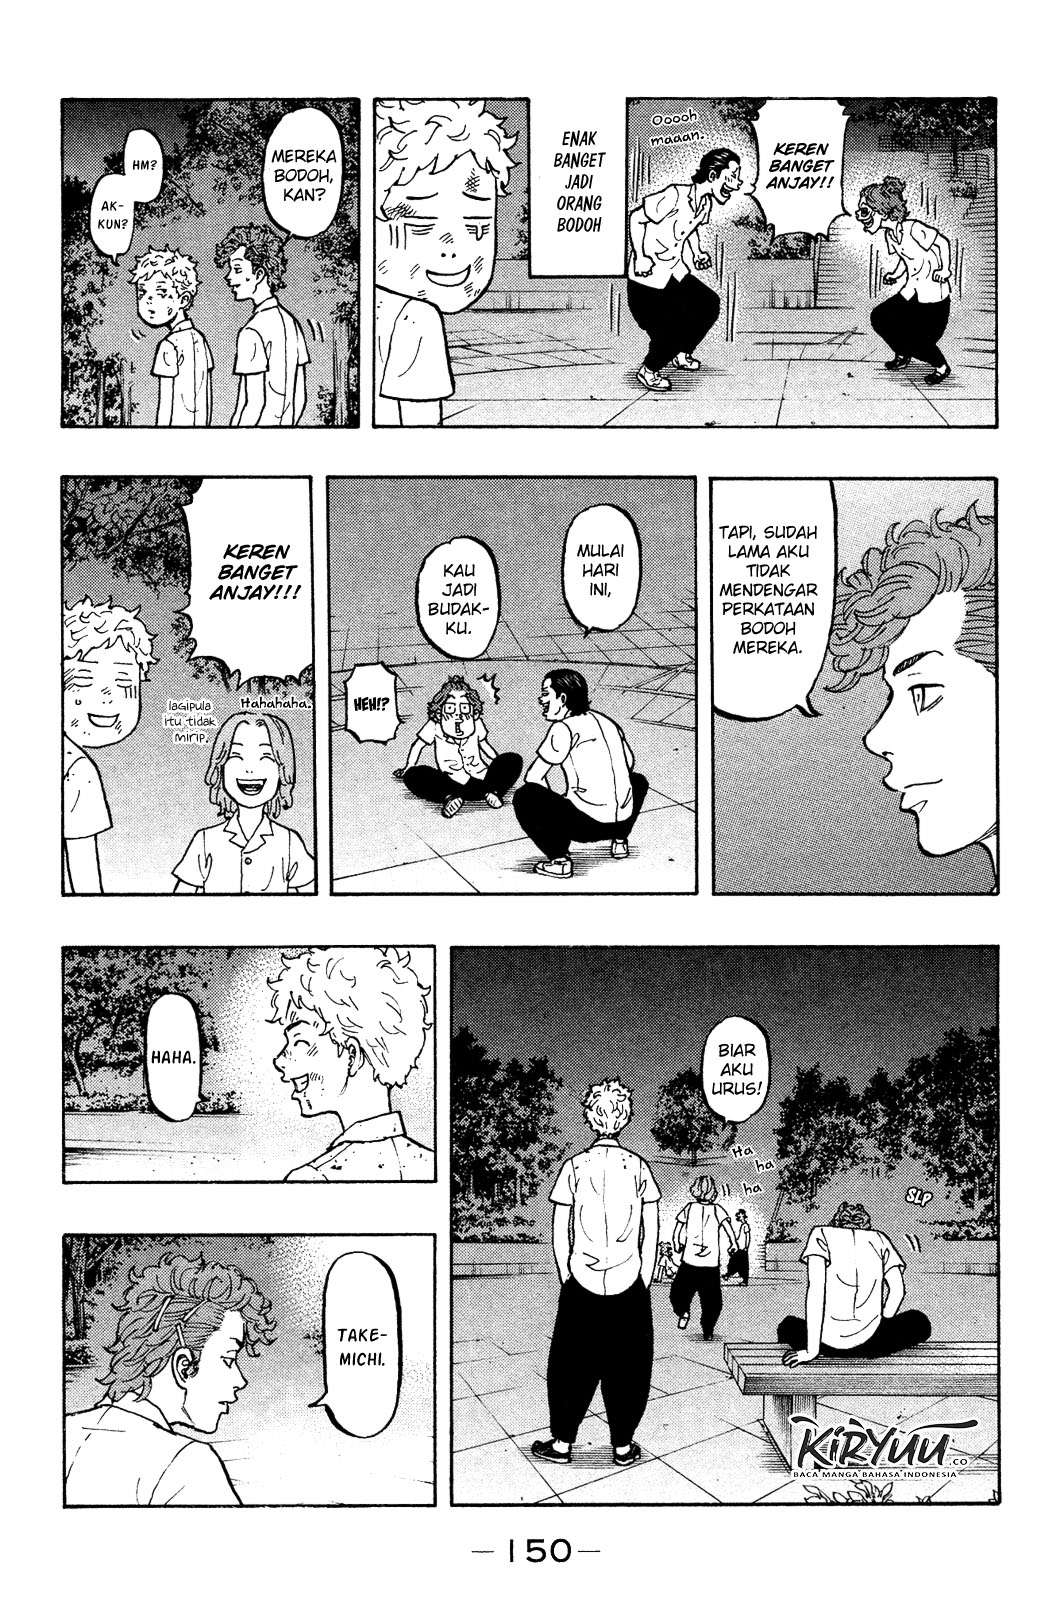 Ooooh
maaan.
KEREN
BANGET
ANJAY!!
ENAK
BANGET
JADI
ORANG
BODOH
MEREKA
BODOH,
KAN?
HM?
AK-
KUN?
TAPI, SUDAH
LAMA AKU
TIDAK
MENDENGAR
PERKATAAN
BODOH
MEREKA.
MULAI
HARI
INI,
KAU
JADI
BUDAK-
KU.
HEH!?
KEREN
BANGET
ANJAY!!!
Hahahaha.
lagipula
itu tidak
mirip.
BIAR
AKU
URUS!
Ha
ha
ha
SLP
HAHA.
TAKE-
MICHI.
KIRYUU.CO
BACA MANGA BAHASA INDONESIA
—150—